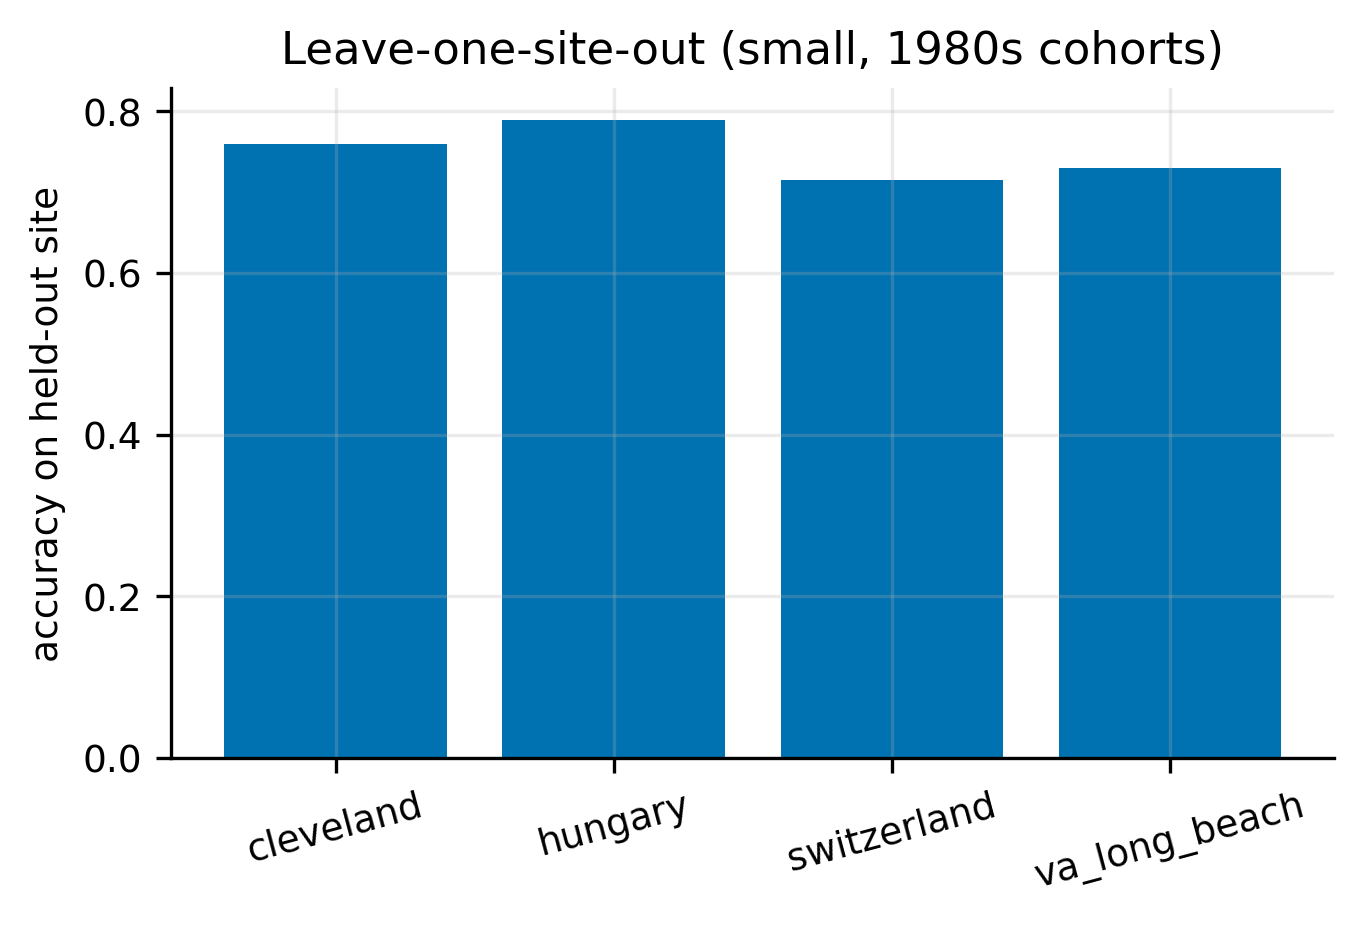 Leave-one-site-out (small, 1980s cohorts)
accuracy on held-out site
0.8
0.6
0.4
0.2
0.0
cleveland
hungary
switzerland
va_long_beach